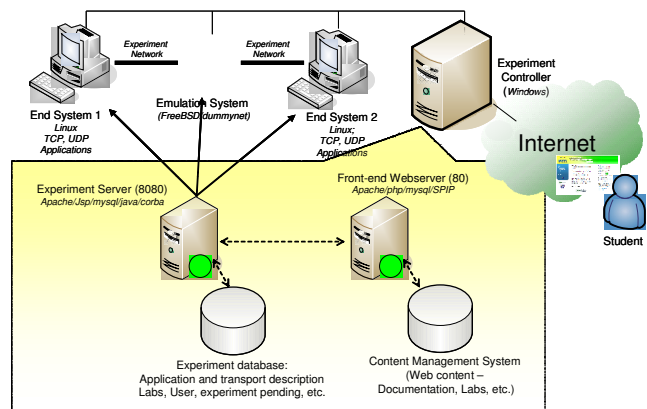 Experiment
Network
Experiment
Network
Experiment
Controller
(Windows)
End System 1
Linux
TCP, UDP
Applications
Emulation System
(FreeBSD/dummynet)
End System 2
Linux;
TCP, UDP
Applications
Internet
Student
Experiment Server (8080)
Apache/Jsp/mysql/java/corba
Front-end Webserver (80)
Apache/php/mysql/SPIP
Experiment database:
Application and transport description
Labs, User, experiment pending, etc.
Content Management System
(Web content –
Documentation, Labs, etc.)